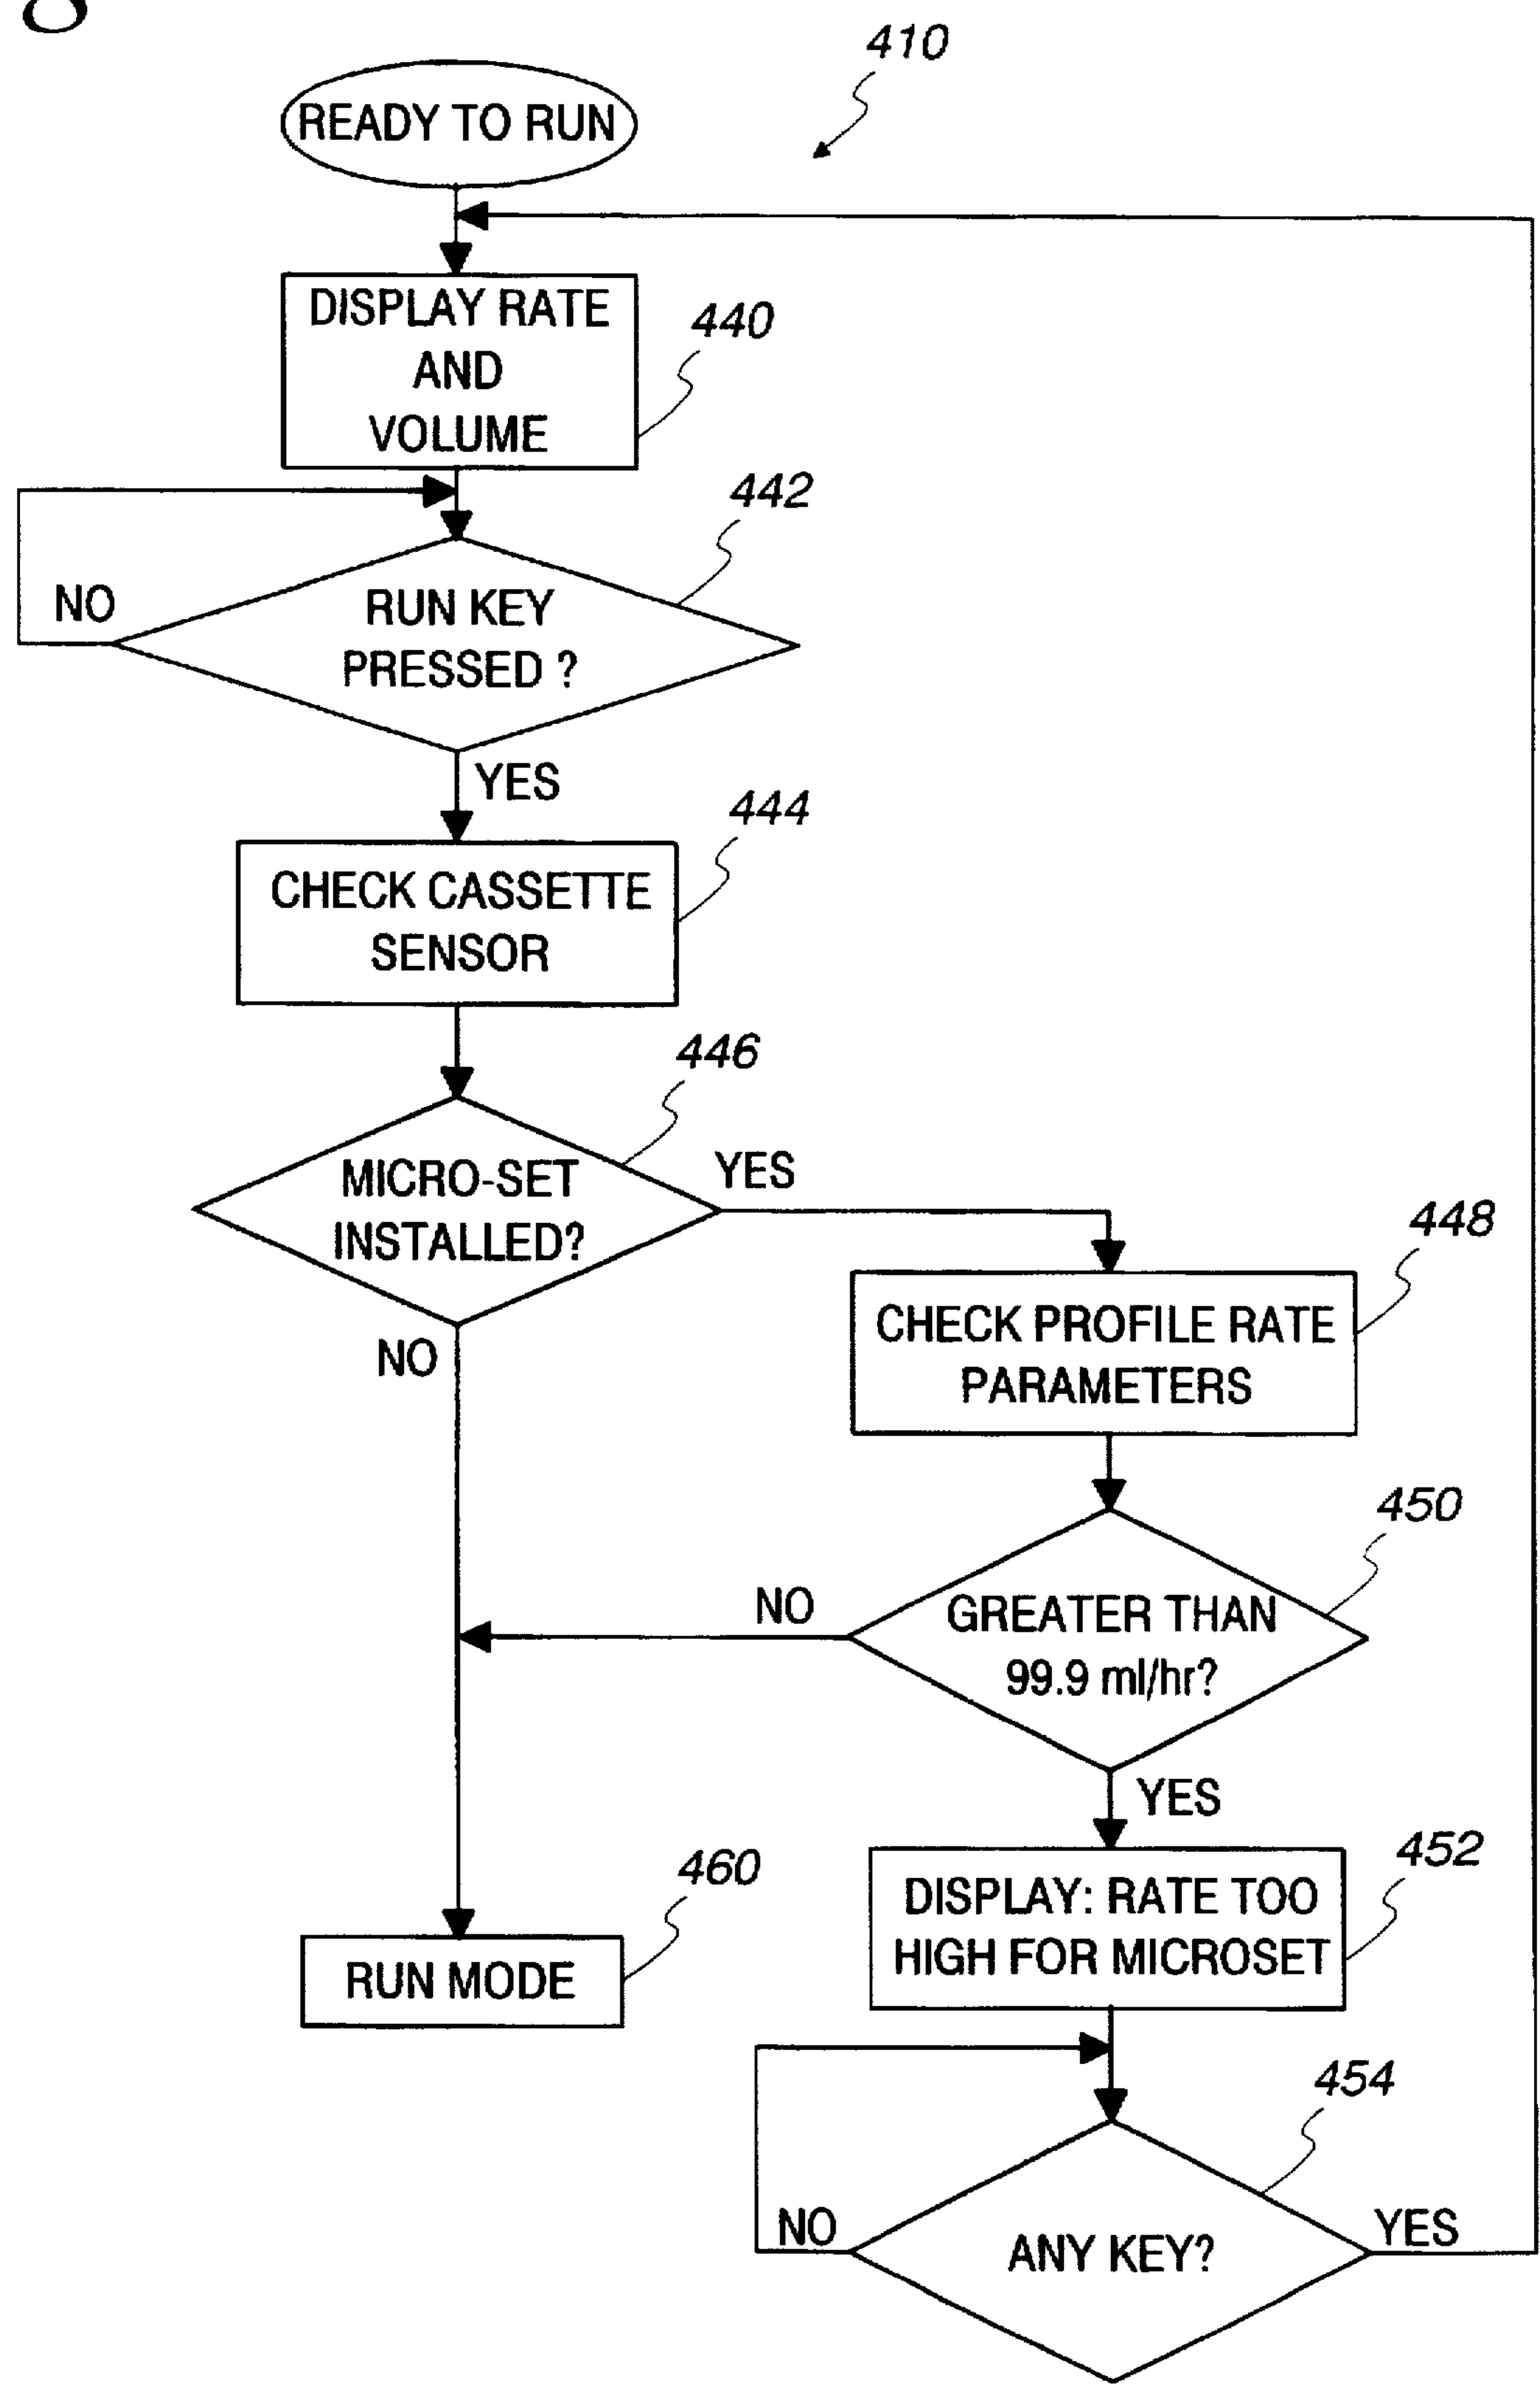 410
READY TO RUN
DISPLAY RATE
AND
VOLUME
440
442
NO
RUN KEY
PRESSED ?
YES
444
CHECK CASSETTE
SENSOR
446
MICRO-SET
INSTALLED?
YES
NO
448
CHECK PROFILE RATE
PARAMETERS
450
GREATER THAN
99.9 ml/hr?
NO
YES
452
DISPLAY: RATE TOO
HIGH FOR MICROSET
460
RUN MODE
454
NO
ANY KEY?
YES